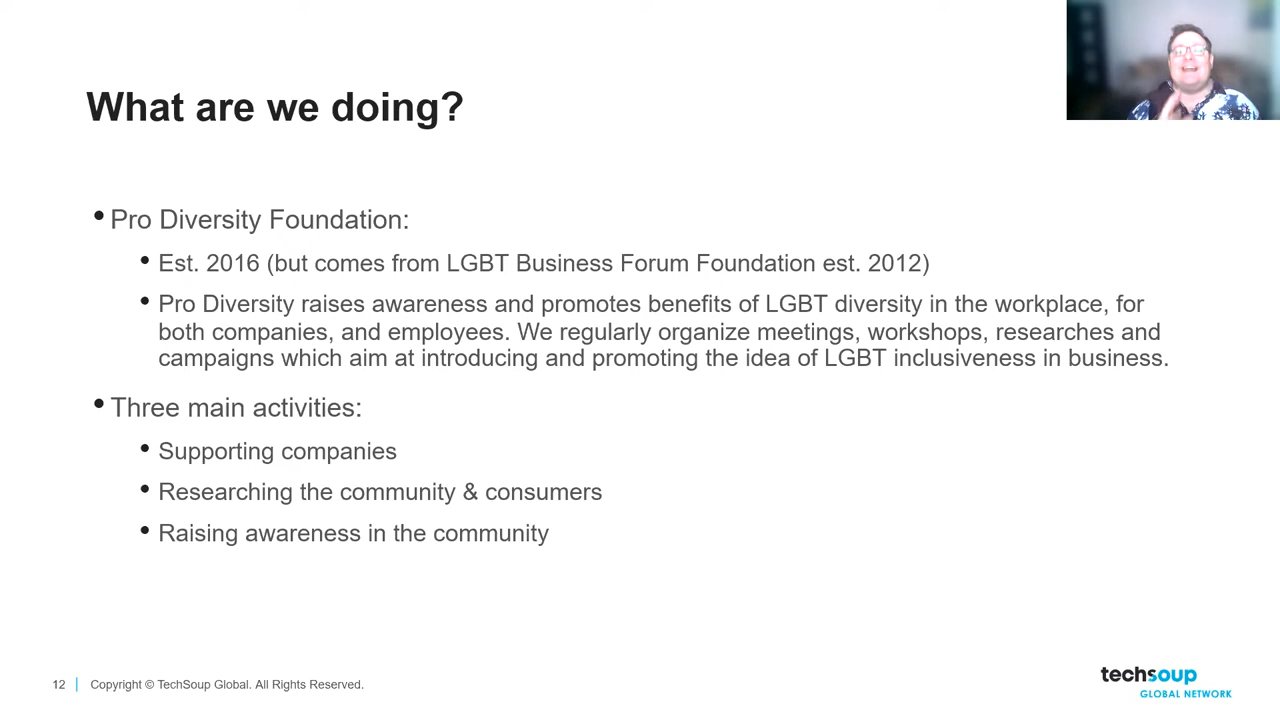 What are we doing?
• Pro Diversity Foundation:
• Est. 2016 (but comes from LGBT Business Forum Foundation est. 2012)
• Pro Diversity raises awareness and promotes benefits of LGBT diversity in the workplace, for
both companies, and employees. We regularly organize meetings, workshops, researches and
campaigns which aim at introducing and promoting the idea of LGBT inclusiveness in business.
• Three main activities:
• Supporting companies
• Researching the community & consumers
• Raising awareness in the community
12 | Copyright © TechSoup Global. All Rights Reserved.
techsoup
GLOBAL NETWORK